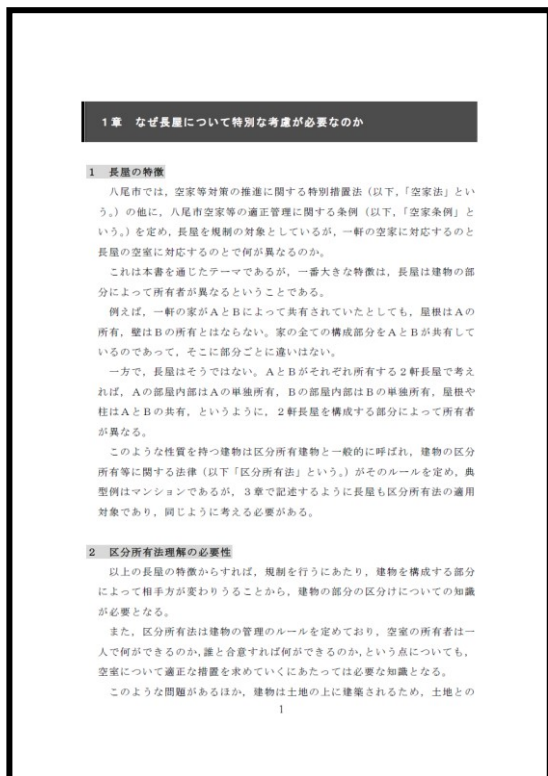 1章　なぜ長屋について特別な考慮が必要なのか
1　長屋の特徴
八尾市では，空家等対策の推進に関する特別措置法（以下，「空家法」とい
う。）の他に，八尾市空家等の適正管理に関する条例（以下，「空家条例」と
いう。）を定め，長屋を規制の対象としているが，一軒の空家に対応するのと
長屋の空室に対応するのとで何が異なるのか。
これは本書を通じたテーマであるが，一番大きな特徴は，長屋は建物の部
分によって所有者が異なるということである。
例えば，一軒の家がAとBによって共有されていたとしても，屋根はAの
所有，壁はBの所有とはならない。家の全ての構成部分をAとBが共有して
いるのであって，そこに部分ごとに違いはない。
一方で，長屋はそうではない。AとBがそれぞれ所有する2軒長屋で考え
れば，Aの部屋内部はAの単独所有，Bの部屋内部はBの単独所有，屋根や
柱はAとBの共有，というように，2軒長屋を構成する部分によって所有者
が異なる。
このような性質を持つ建物は区分所有建物と一般的に呼ばれ，建物の区分
所有等に関する法律（以下「区分所有法」という。）がそのルールを定め，典
型例はマンションであるが，3章で記述するように長屋も区分所有法の適用
対象であり，同じように考える必要がある。
2　区分所有法理解の必要性
以上の長屋の特徴からすれば，規制を行うにあたり，建物を構成する部分
によって相手方が変わりうることから，建物の部分の区分けについての知識
が必要となる。
また，区分所有法は建物の管理のルールを定めており，空室の所有者は一
人で何ができるのか，誰と合意すれば何ができるのか，という点についても，
空室について適正な措置を求めていくにあたっては必要な知識となる。
このような問題があるほか，建物は土地の上に建築されるため，土地との
1